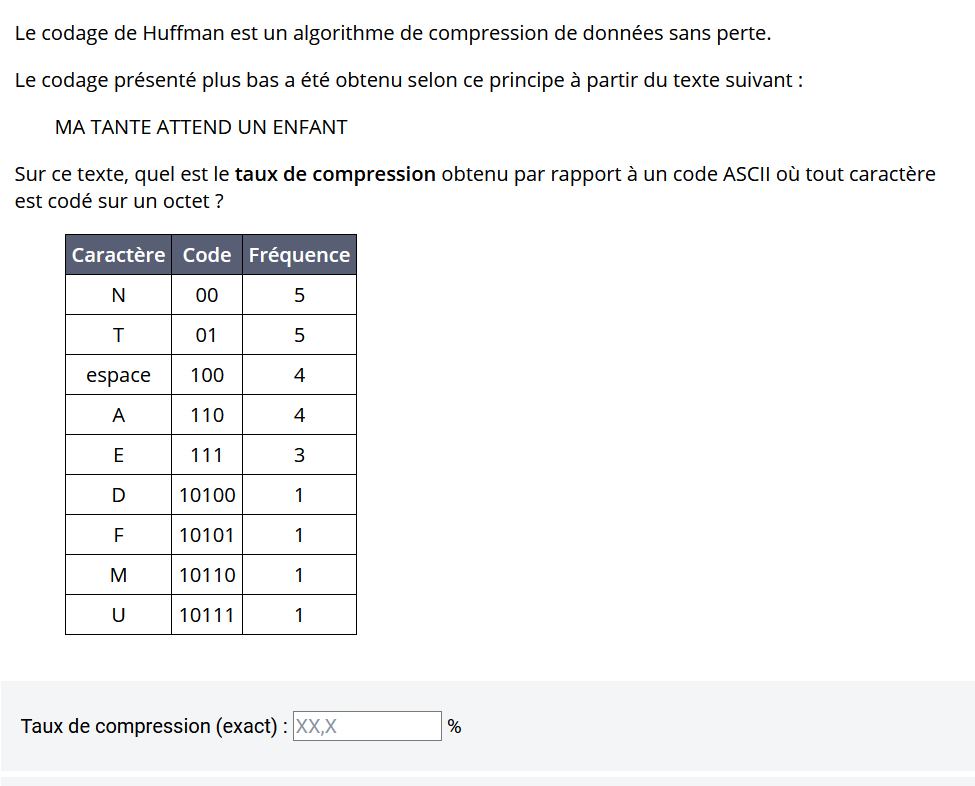 Le codage de Huffman est un algorithme de compression de données sans perte.
Le codage présenté plus bas a été obtenu selon ce principe à partir du texte suivant :
MA TANTE ATTEND UN ENFANT
Sur ce texte, quel est le taux de compression obtenu par rapport à un code ASCII où tout caractère
est codé sur un octet ?
Caractère Code Fréquence
N 00 5
T 01 5
espace 100 4
A 110 4
E 111 3
D 10100 1
F 10101 1
M 10110 1
U 10111 1
Taux de compression (exact) : XX,X %